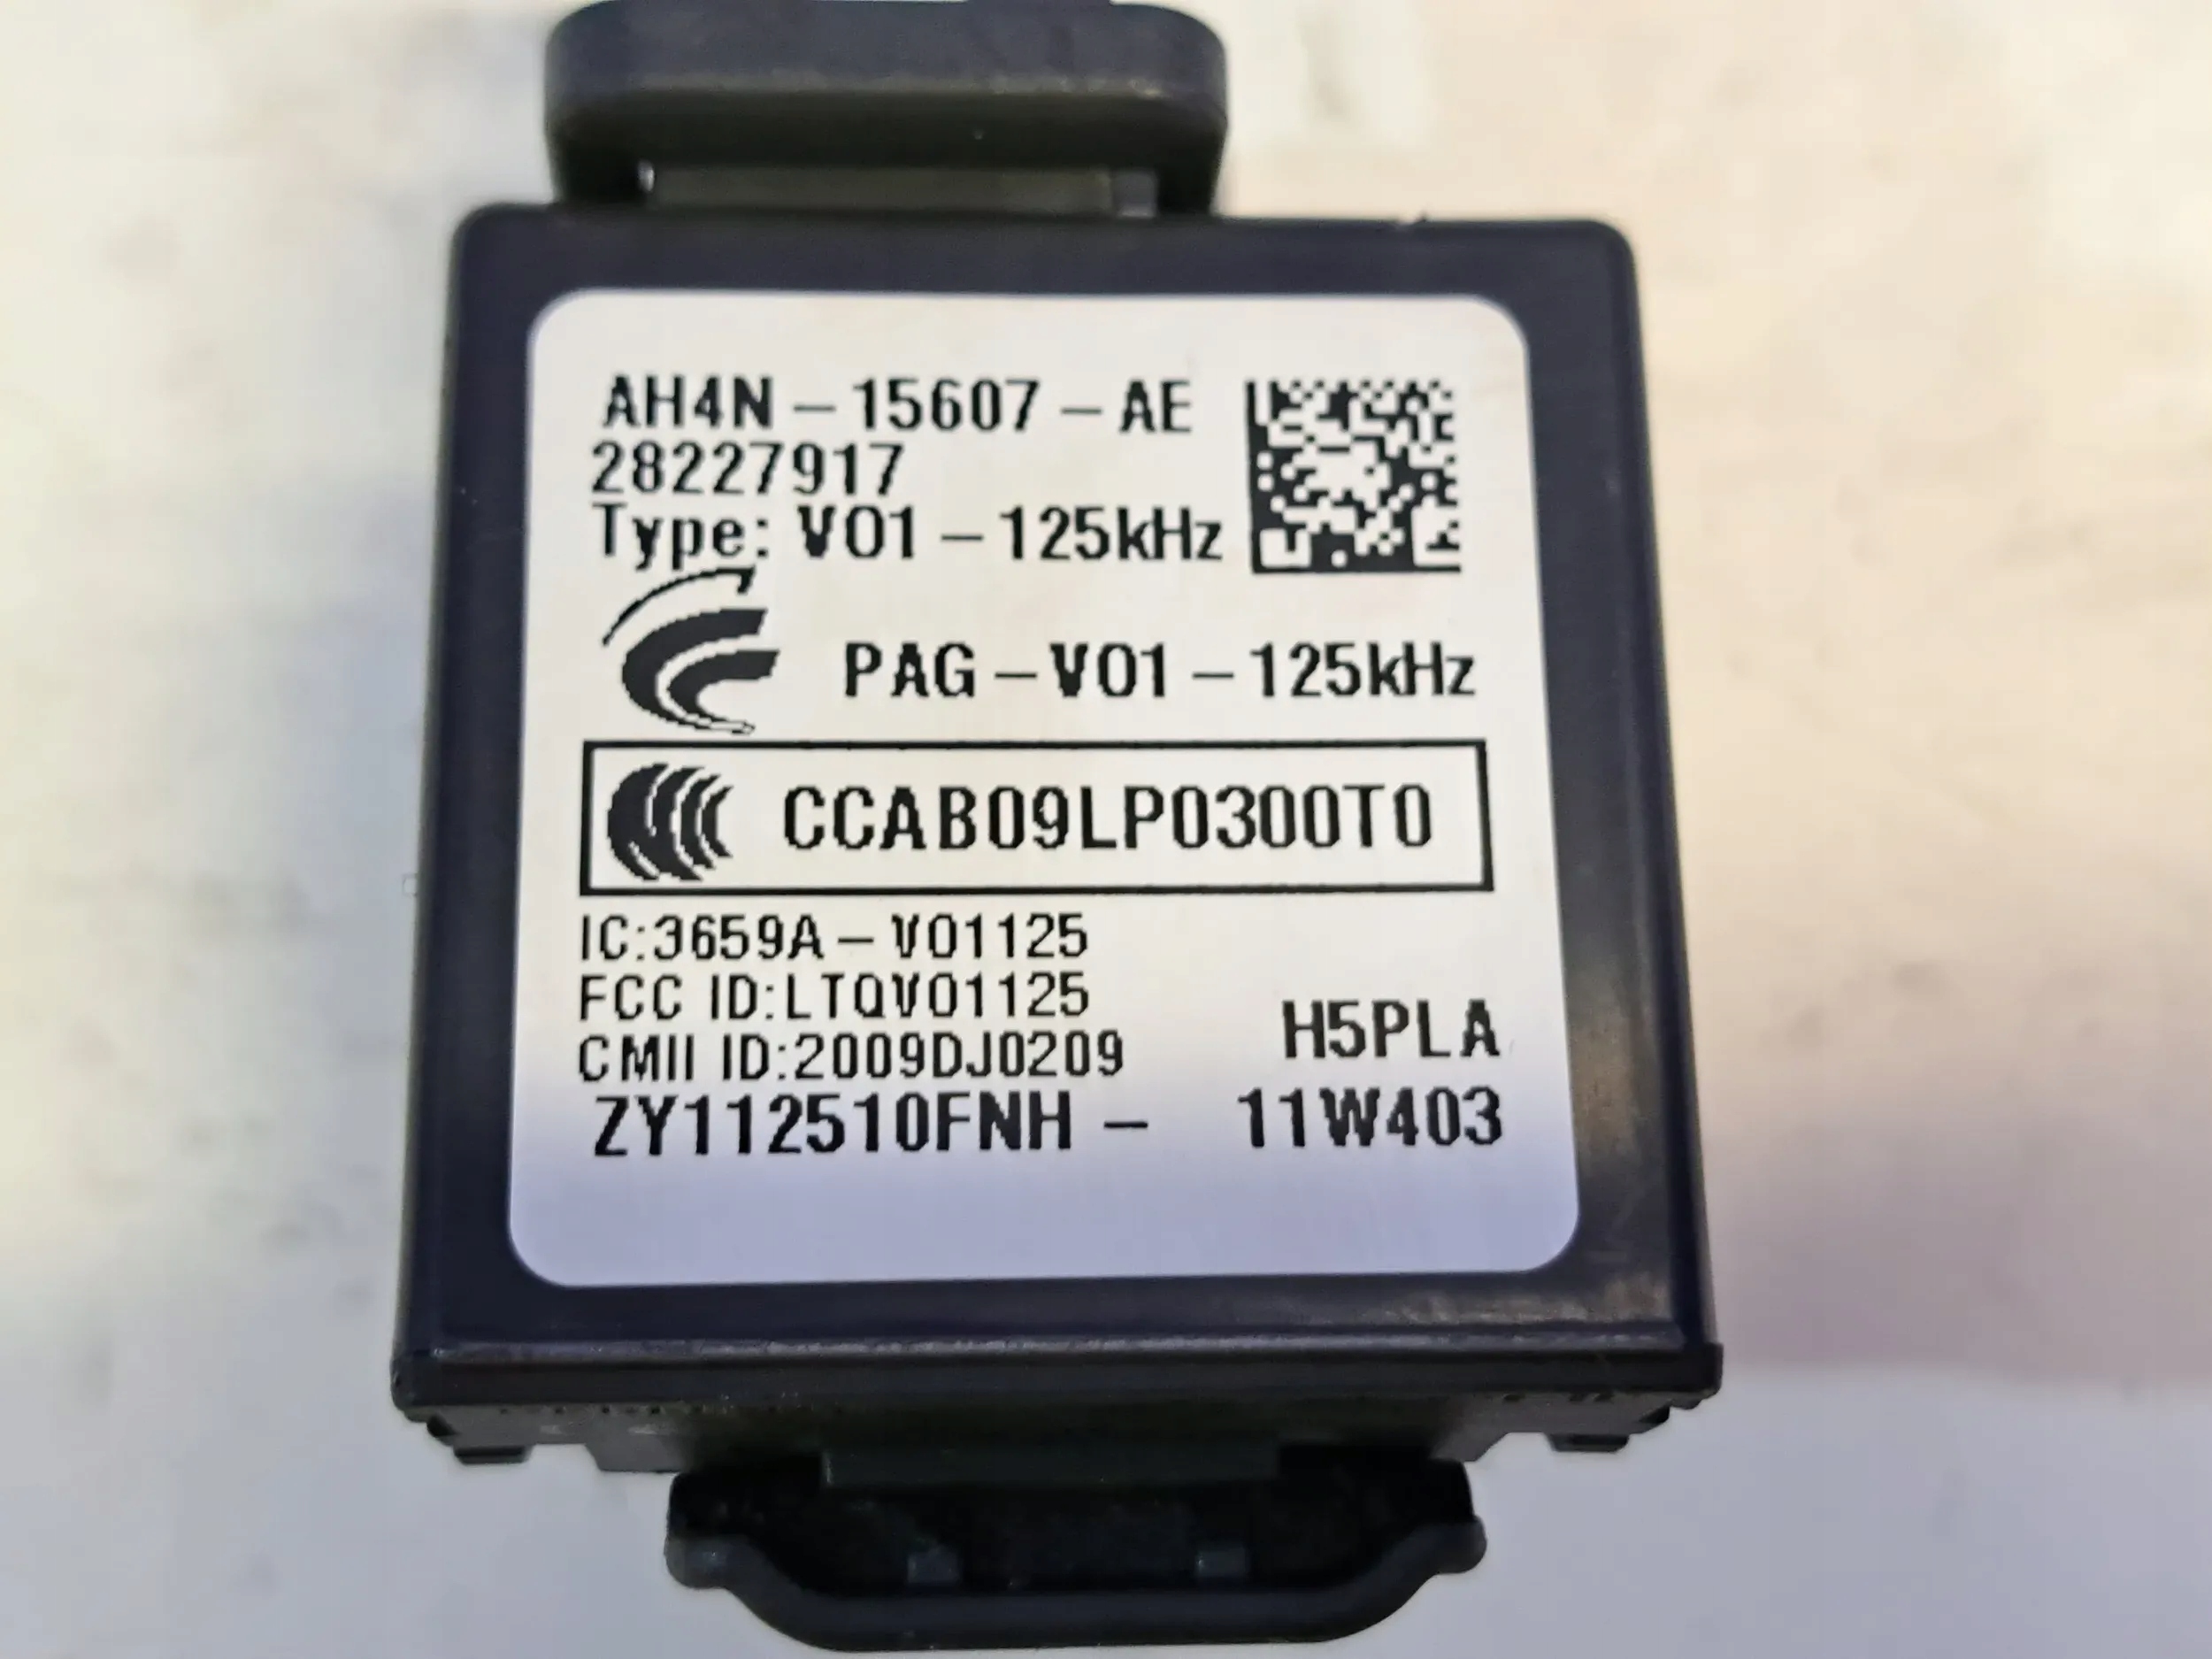 AH4N-15607-AE
28227917
Type: V01-125kHz
PAG-V01-125kHz
CCAB09LP0300T0
IC:3659A-V01125
FCC ID:LTQV01125
CMII ID:2009DJ0209
H5PLA
ZY112510FNH- 11W403